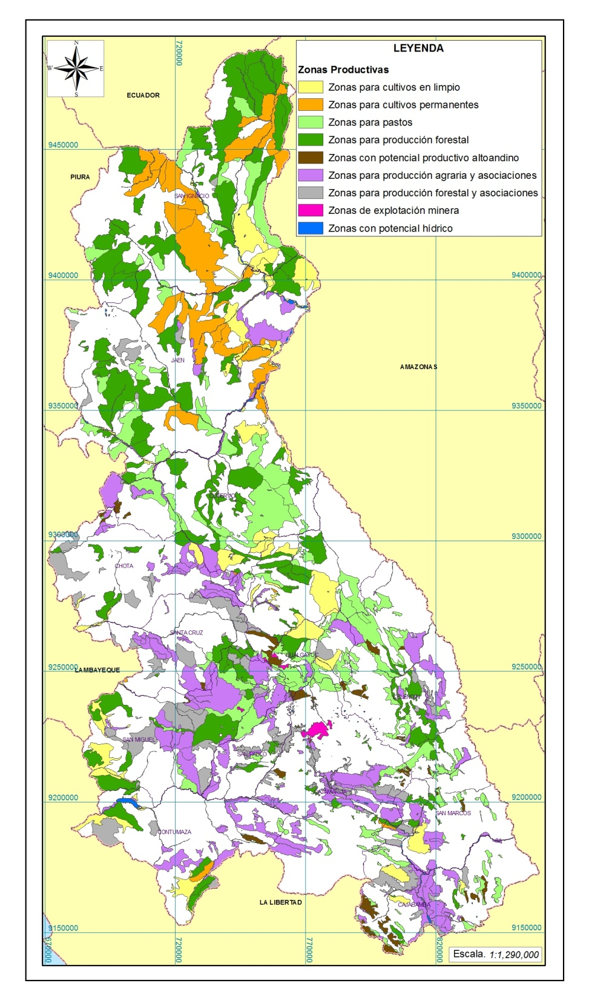 LEYENDA
Zonas Productivas
Zonas para cultivos en limpio
Zonas para cultivos permanentes
Zonas para pastos
Zonas para producción forestal
Zonas con potencial productivo altoandino
Zonas para producción agraria y asociaciones
Zonas para producción forestal y asociaciones
Zonas de explotación minera
Zonas con potencial hídrico
N
W
E
S
720000
ECUADOR
9450000
PIURA
SAN IGNACIO
9400000
9400000
JAEN
AMAZONAS
9350000
9350000
CUTERVO
9300000
9300000
CHOTA
SANTA CRUZ
HUALGAYOC
LAMBAYEQUE
9250000
9250000
CELENDIN
SAN MIGUEL
SAN PABLO
CAJAMARCA
9200000
9200000
SAN MARCOS
CONTUMAZA
LA LIBERTAD
CAJABAMBA
9150000
9150000
670000
720000
770000
820000
Escala. 1:1,290,000